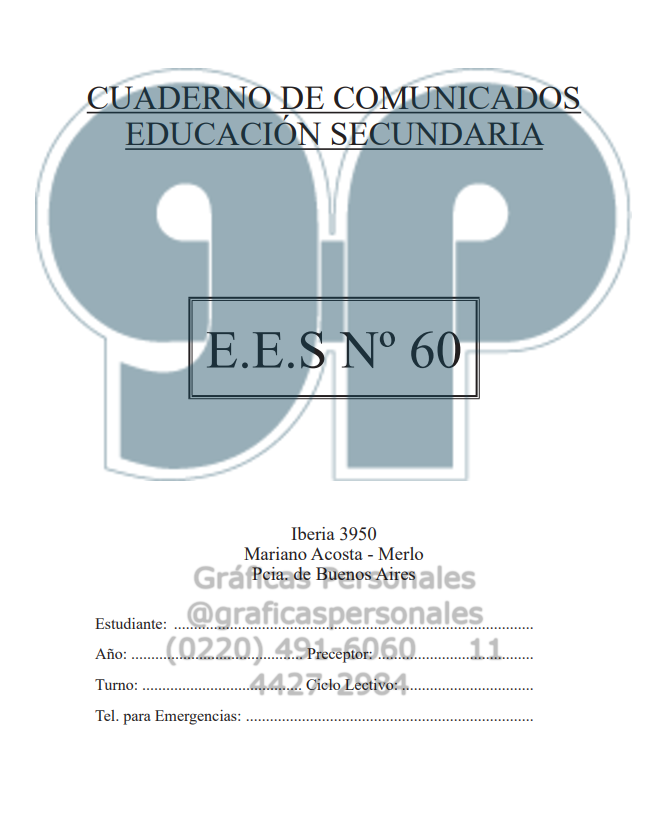 CUADERNO DE COMUNICADOS
EDUCACIÓN SECUNDARIA
gp
E.E.S Nº 60
Iberia 3950
Mariano Acosta - Merlo
Pcia. de Buenos Aires
Gráficas Personales
@graficaspersonales
Estudiante: ..........................................................................................
(0220) 491-6060 11
Año: ........................................... Preceptor: .......................................
4427-2984
Turno: ........................................ Ciclo Lectivo: .................................
Tel. para Emergencias: ........................................................................